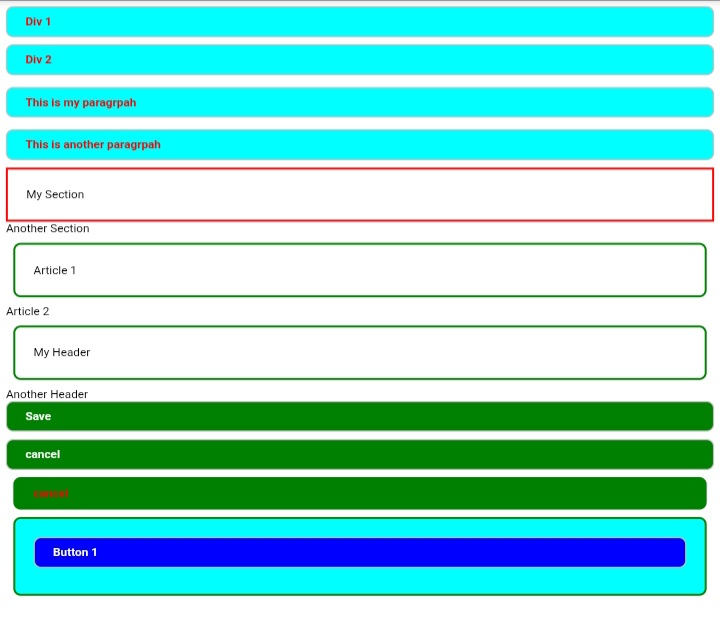 Div 1
Div 2
This is my paragrpah
This is another paragrpah
My Section
Another Section
Article 1
Article 2
My Header
Another Header
Save
cancel
cancel
Button 1